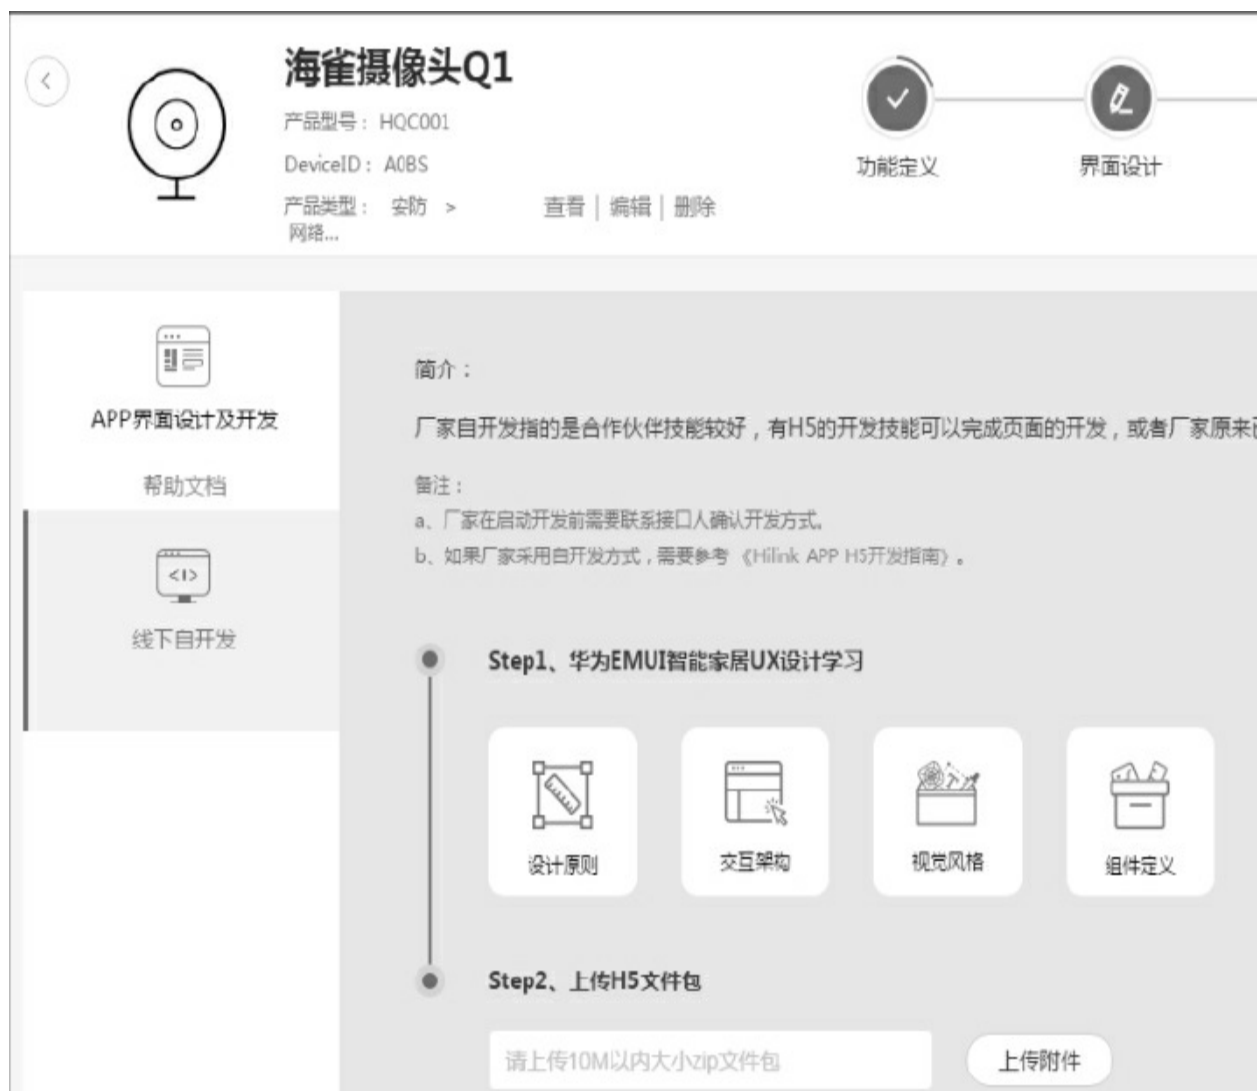 海雀摄像头Q1
产品型号： HQC001
DeviceID： A0BS
产品类型： 安防 >
网络...
查看 | 编辑 | 删除
功能定义
界面设计
APP界面设计及开发
帮助文档
线下自开发
简介：
厂家自开发指的是合作伙伴技能较好，有H5的开发技能可以完成页面的开发，或者厂家原来
备注：
a、厂家在启动开发前需要联系接口人确认开发方式。
b、如果厂家采用自开发方式，需要参考 《Hilink APP H5开发指南》。
Step1、华为EMUI智能家居UX设计学习
设计原则
交互架构
视觉风格
组件定义
Step2、上传H5文件包
请上传10M以内大小zip文件包
上传附件